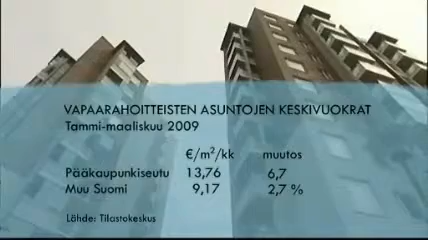 VAPAARAHOITTEISTEN ASUNTOJEN KESKIVUOKRAT
Tammi-maaliskuu 2009
€/m²/kk muutos
Pääkaupunkiseutu 13,76 6,7
Muu Suomi 9,17 2,7 %
Lähde: Tilastokeskus